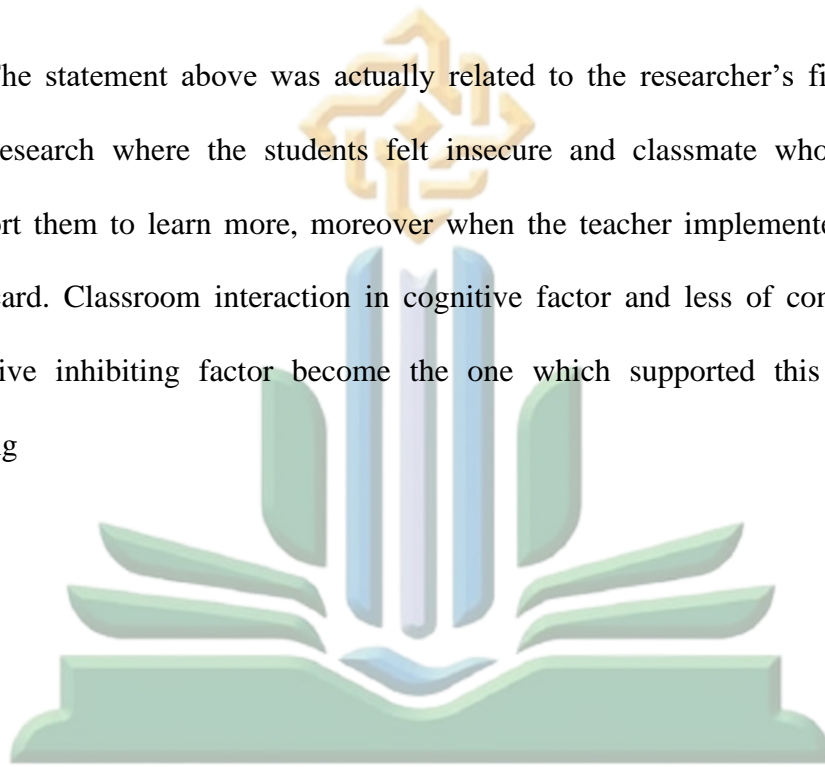 he statement above was actually related to the researcher’s fi
esearch where the students felt insecure and classmate who
rt them to learn more, moreover when the teacher implemente
ard. Classroom interaction in cognitive factor and less of con
ive inhibiting factor become the one which supported this
g